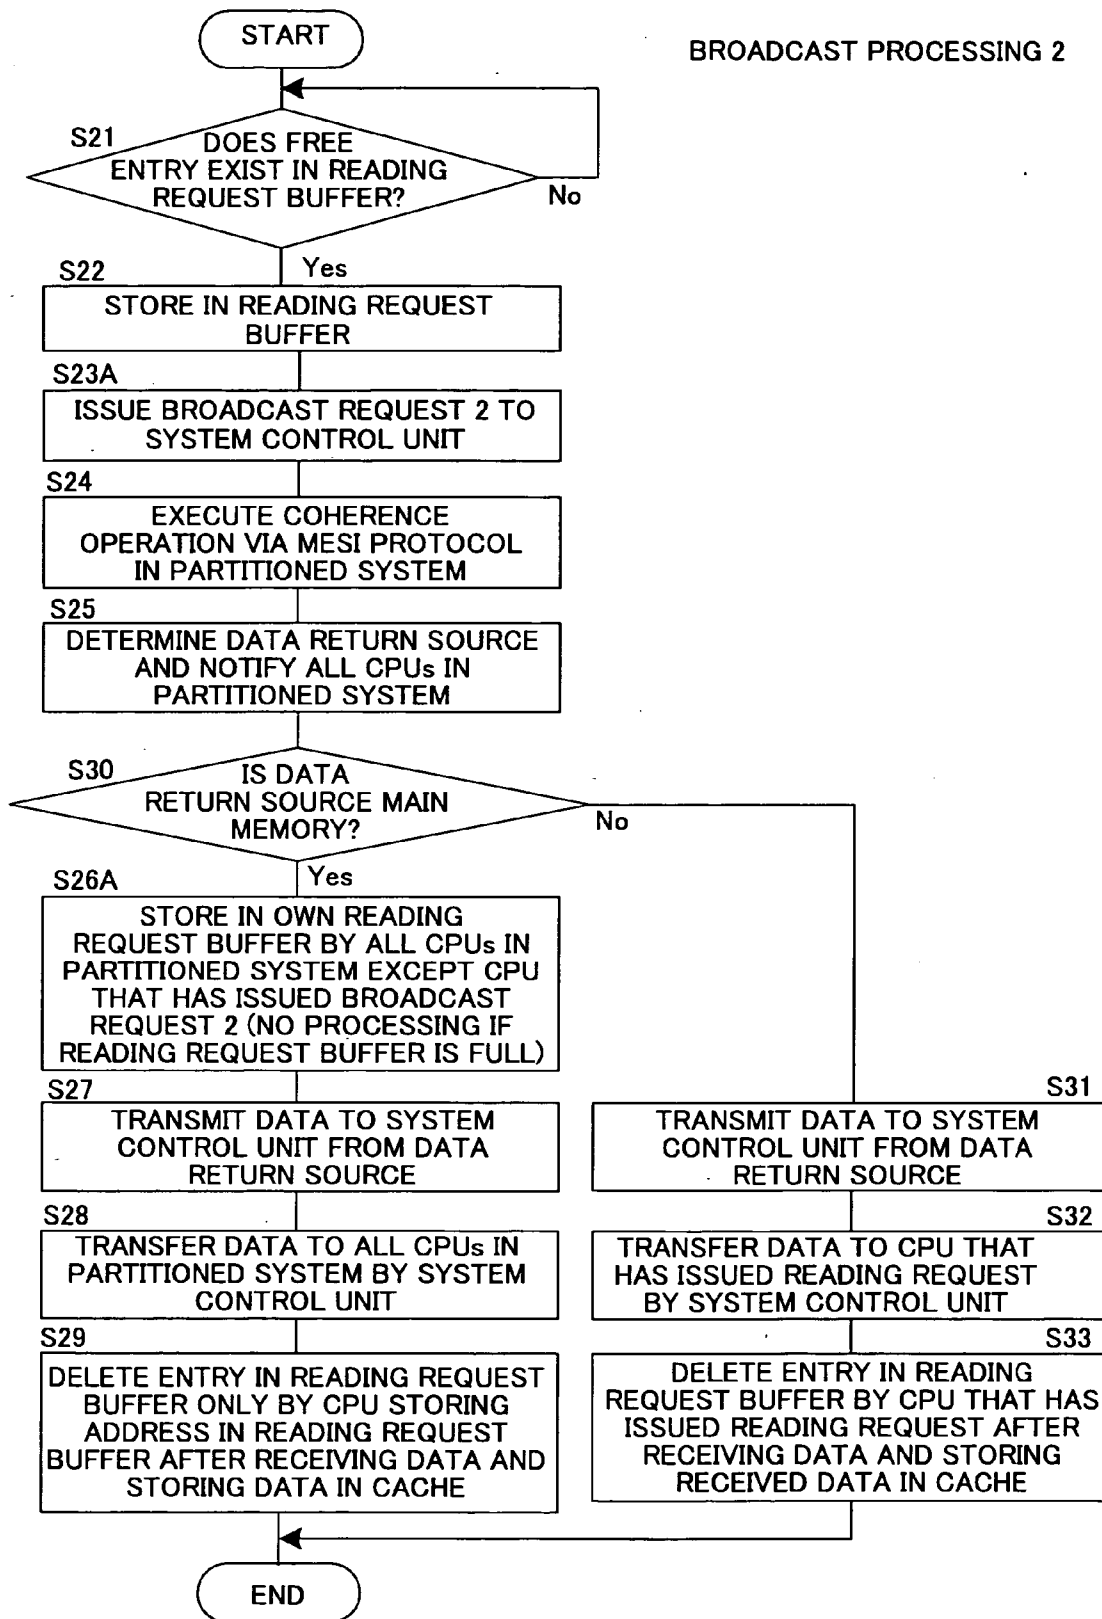 START
BROADCAST PROCESSING 2
S21
DOES FREE
ENTRY EXIST IN READING
REQUEST BUFFER?
No
Yes
S22
STORE IN READING REQUEST
BUFFER
S23A
ISSUE BROADCAST REQUEST 2 TO
SYSTEM CONTROL UNIT
S24
EXECUTE COHERENCE
OPERATION VIA MESI PROTOCOL
IN PARTITIONED SYSTEM
S25
DETERMINE DATA RETURN SOURCE
AND NOTIFY ALL CPUs IN
PARTITIONED SYSTEM
S30
IS DATA
RETURN SOURCE MAIN
MEMORY?
No
Yes
S26A
STORE IN OWN READING
REQUEST BUFFER BY ALL CPUs IN
PARTITIONED SYSTEM EXCEPT CPU
THAT HAS ISSUED BROADCAST
REQUEST 2 (NO PROCESSING IF
READING REQUEST BUFFER IS FULL)
S27
TRANSMIT DATA TO SYSTEM
CONTROL UNIT FROM DATA
RETURN SOURCE
S28
TRANSFER DATA TO ALL CPUs IN
PARTITIONED SYSTEM BY SYSTEM
CONTROL UNIT
S29
DELETE ENTRY IN READING REQUEST
BUFFER ONLY BY CPU STORING
ADDRESS IN READING REQUEST
BUFFER AFTER RECEIVING DATA AND
STORING DATA IN CACHE
S31
TRANSMIT DATA TO SYSTEM
CONTROL UNIT FROM DATA
RETURN SOURCE
S32
TRANSFER DATA TO CPU THAT
HAS ISSUED READING REQUEST
BY SYSTEM CONTROL UNIT
S33
DELETE ENTRY IN READING
REQUEST BUFFER BY CPU THAT HAS
ISSUED READING REQUEST AFTER
RECEIVING DATA AND STORING
RECEIVED DATA IN CACHE
END